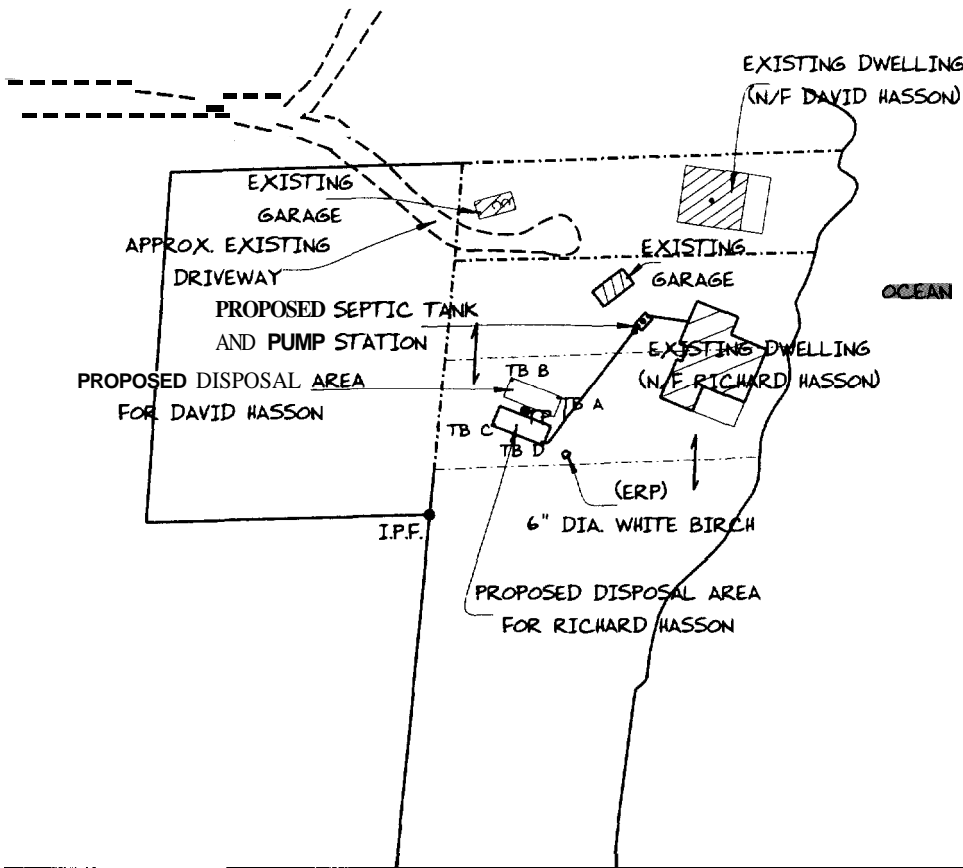 EXISTING DWELLING
(N/F DAVID HASSON)
EXISTING
GARAGE
APPROX. EXISTING
DRIVEWAY
EXISTING
GARAGE
OCEAN
PROPOSED SEPTIC TANK
AND PUMP STATION
EXISTING DWELLING
(N/F RICHARD HASSON)
PROPOSED DISPOSAL AREA
FOR DAVID HASSON
TB B
TB A
TP
TB C
TB D
(ERP)
6" DIA. WHITE BIRCH
I.P.F.
PROPOSED DISPOSAL AREA
FOR RICHARD HASSON